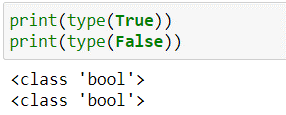 print(type(True))
print(type(False))
<class 'bool'>
<class 'bool'>